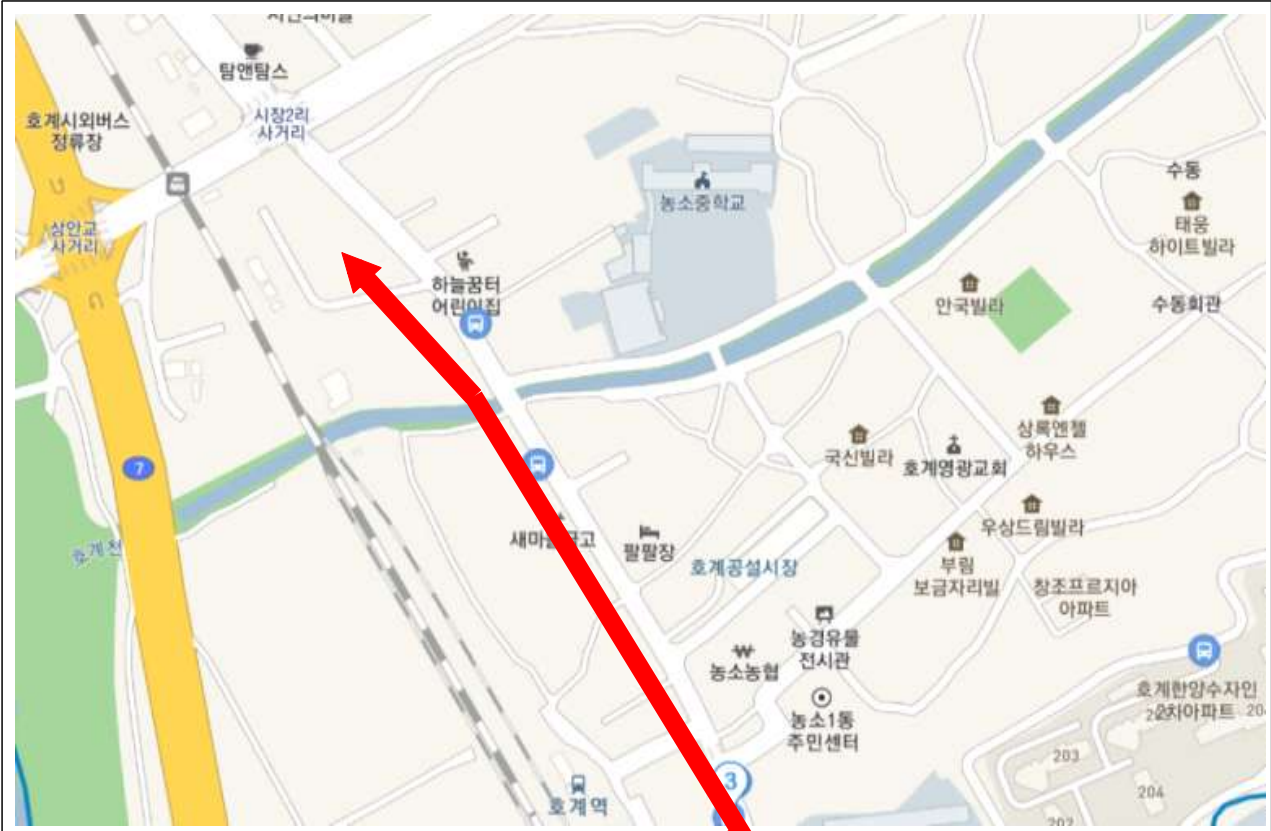 탐앤탐스
호계시외버스
정류장
시장2리
사거리
상안교
사거리
농소중학교
수동
태웅
하이트빌라
하늘꿈터
어린이집
안국빌라
수동회관
7
국신빌라
호계영광교회
상록엔젤
하우스
호계천
팔팔장
호계공설시장
우상드림빌라
부림
보금자리빌
창조프르지아
아파트
농소농협
농경유물
전시관
농소1동
주민센터
호계한양수자인
2차아파트
203
204
202
호계역
3